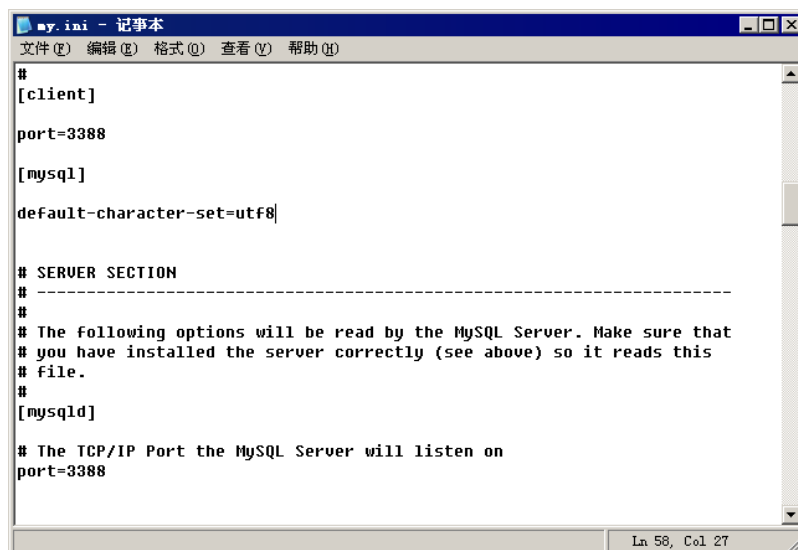 my.ini - 记事本
文件(F) 编辑(E) 格式(O) 查看(V) 帮助(H)
#
[client]
port=3388
[mysql]
default-character-set=utf8
# SERVER SECTION
# ----------------------------------------------------------------------
#
# The following options will be read by the MySQL Server. Make sure that
# you have installed the server correctly (see above) so it reads this
# file.
#
[mysqld]
# The TCP/IP Port the MySQL Server will listen on
port=3388
Ln 58, Col 27